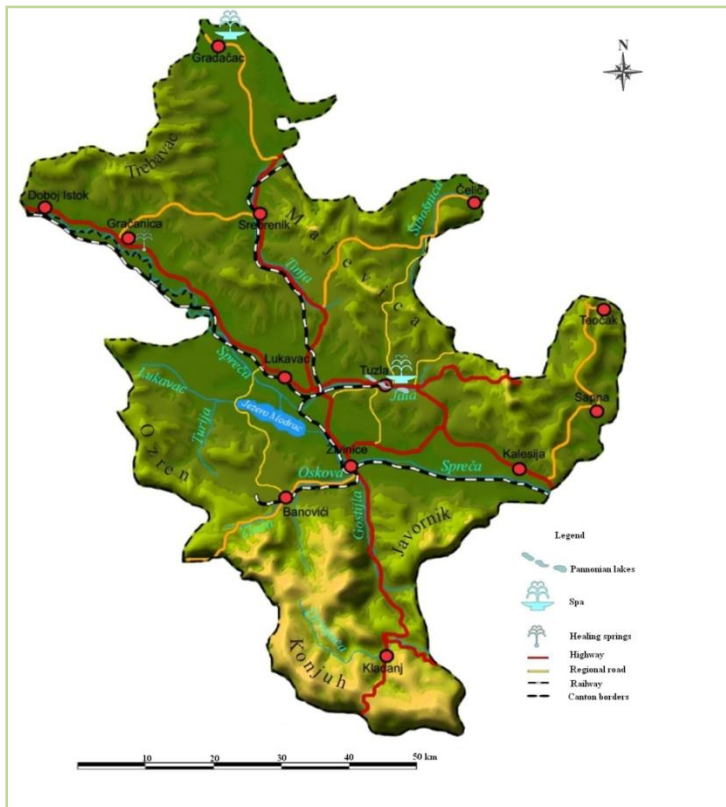 N
Gradačac
Trebavac
Doboj Istok
Gračanica
Srebrenik
Majevica
Čelić
Tinja
Teočak
Lukavac
Spreča
Tuzla
Jala
Lukavac
Turija
Jezero Modrac
Sapna
Ozren
Živinice
Kalesija
Oskova
Spreča
Banovići
Gostilja
Javornik
Konjuh
Kladanj
Legend
Pannonian lakes
Spa
Healing springs
Highway
Regional road
Railway
Canton borders
10 20 30 40 50 km